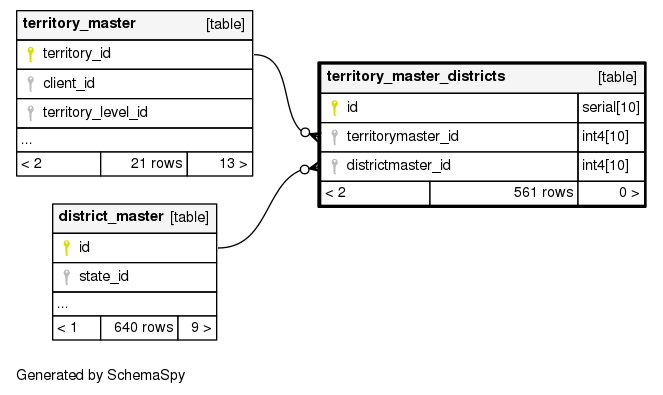 territory_master [table]
territory_id
client_id
territory_level_id
...
< 2 21 rows 13 >
territory_master_districts [table]
id serial[10]
territorymaster_id int4[10]
districtmaster_id int4[10]
< 2 561 rows 0 >
district_master [table]
id
state_id
...
< 1 640 rows 9 >
Generated by SchemaSpy